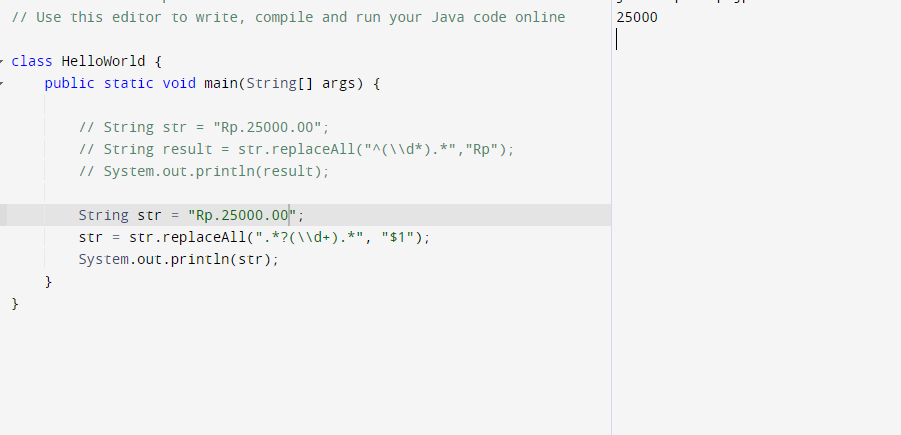 // Use this editor to write, compile and run your Java code online
class HelloWorld {
public static void main(String[] args) {
// String str = "Rp.25000.00";
// String result = str.replaceAll("^(\\d*).*","Rp");
// System.out.println(result);
String str = "Rp.25000.00";
str = str.replaceAll(".*?(\\d+).*", "$1");
System.out.println(str);
}
}
25000